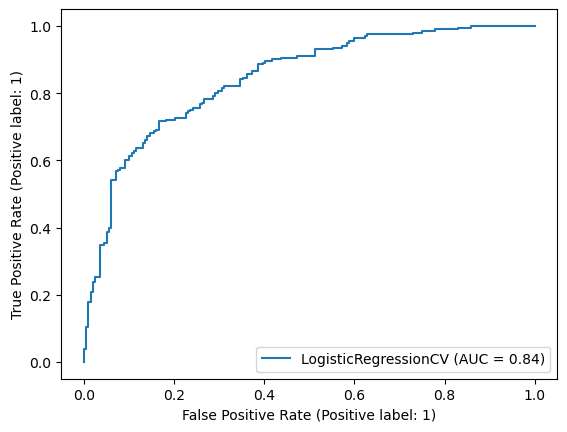 1.0
0.8
0.6
0.4
0.2
0.0
True Positive Rate (Positive label: 1)
LogisticRegressionCV (AUC = 0.84)
0.0 0.2 0.4 0.6 0.8 1.0
False Positive Rate (Positive label: 1)